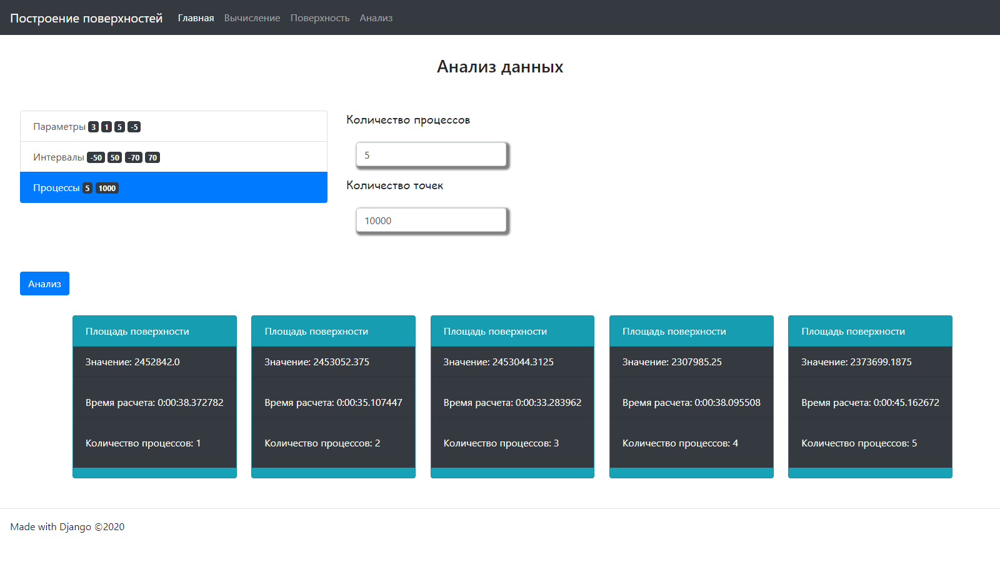 Построение поверхностей Главная Вычисление Поверхность Анализ
Анализ данных
Параметры 3 1 5 -5
Интервалы -50 50 -70 70
Процессы 5 1000
Количество процессов
5
Количество точек
10000
Анализ
Площадь поверхности
Значение: 2452842.0
Время расчета: 0:00:38.372782
Количество процессов: 1
Площадь поверхности
Значение: 2453052.375
Время расчета: 0:00:35.107447
Количество процессов: 2
Площадь поверхности
Значение: 2453044.3125
Время расчета: 0:00:33.283962
Количество процессов: 3
Площадь поверхности
Значение: 2307985.25
Время расчета: 0:00:38.095508
Количество процессов: 4
Площадь поверхности
Значение: 2373699.1875
Время расчета: 0:00:45.162672
Количество процессов: 5
Made with Django ©2020